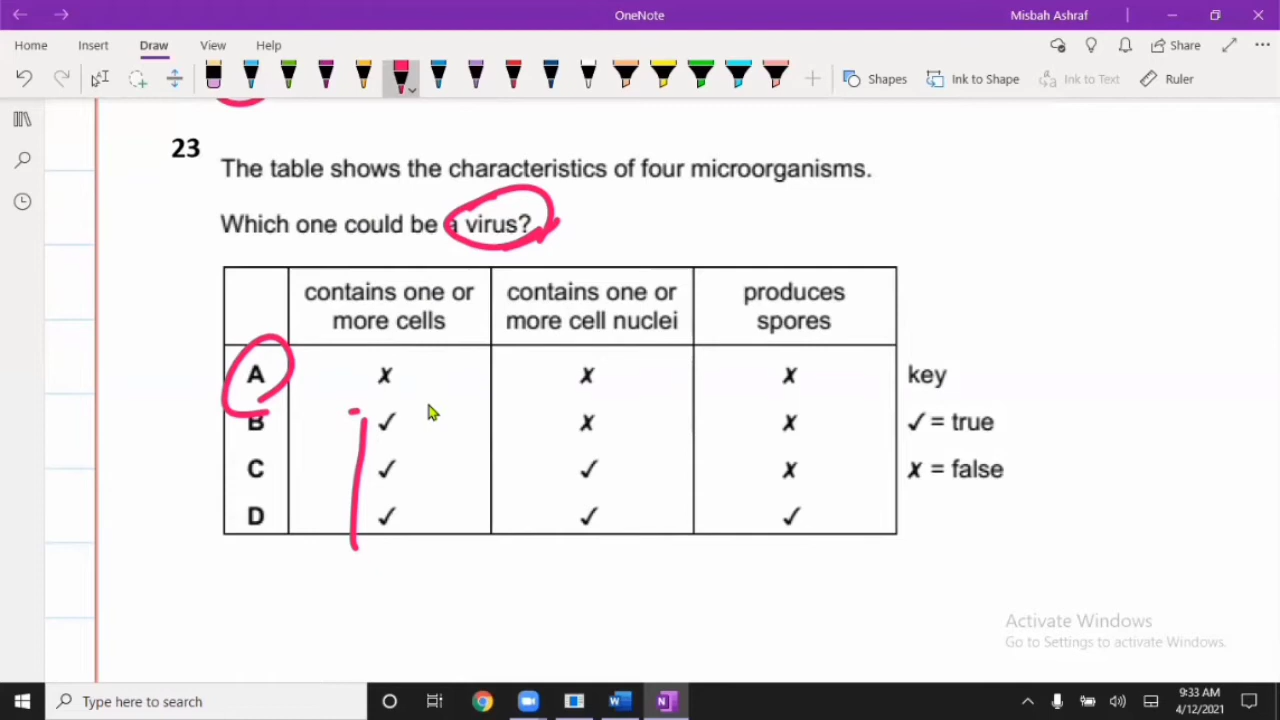 OneNote
Misbah Ashraf
Home Insert Draw View Help
Share
Shapes Ink to Shape Ink to Text Ruler
23
The table shows the characteristics of four microorganisms.
Which one could be a virus?
contains one or more cells contains one or more cell nuclei produces spores
A ✗ ✗ ✗ key
B ✓ ✗ ✗ ✓ = true
C ✓ ✓ ✗ ✗ = false
D ✓ ✓ ✓
Activate Windows
Go to Settings to activate Windows.
Type here to search
9:33 AM
4/12/2021